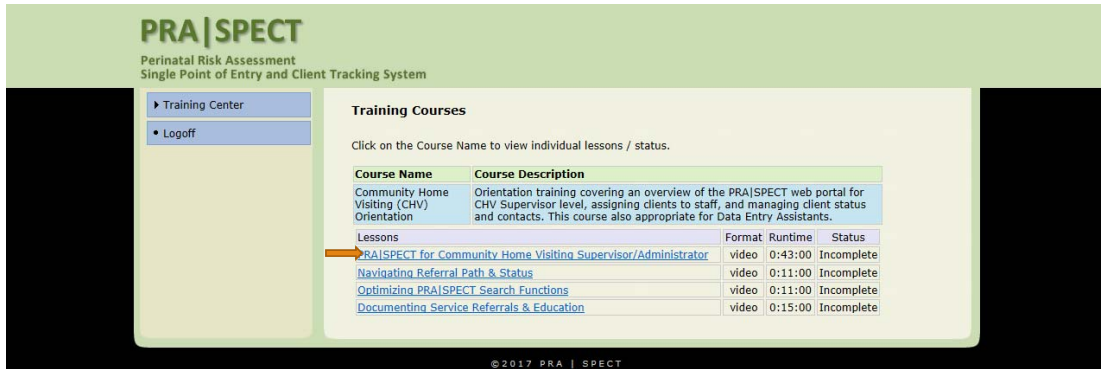 PRA|SPECT
Perinatal Risk Assessment
Single Point of Entry and Client Tracking System
Training Center
Logoff
Training Courses
Click on the Course Name to view individual lessons / status.
Course Name Course Description
Community Home Visiting (CHV) Orientation
Orientation training covering an overview of the PRA|SPECT web portal for
CHV Supervisor level, assigning clients to staff, and managing client status
and contacts. This course also appropriate for Data Entry Assistants.
Lessons Format Runtime Status
PRA|SPECT for Community Home Visiting Supervisor/Administrator video 0:43:00 Incomplete
Navigating Referral Path & Status video 0:11:00 Incomplete
Optimizing PRA|SPECT Search Functions video 0:11:00 Incomplete
Documenting Service Referrals & Education video 0:15:00 Incomplete
©2017 PRA | SPECT